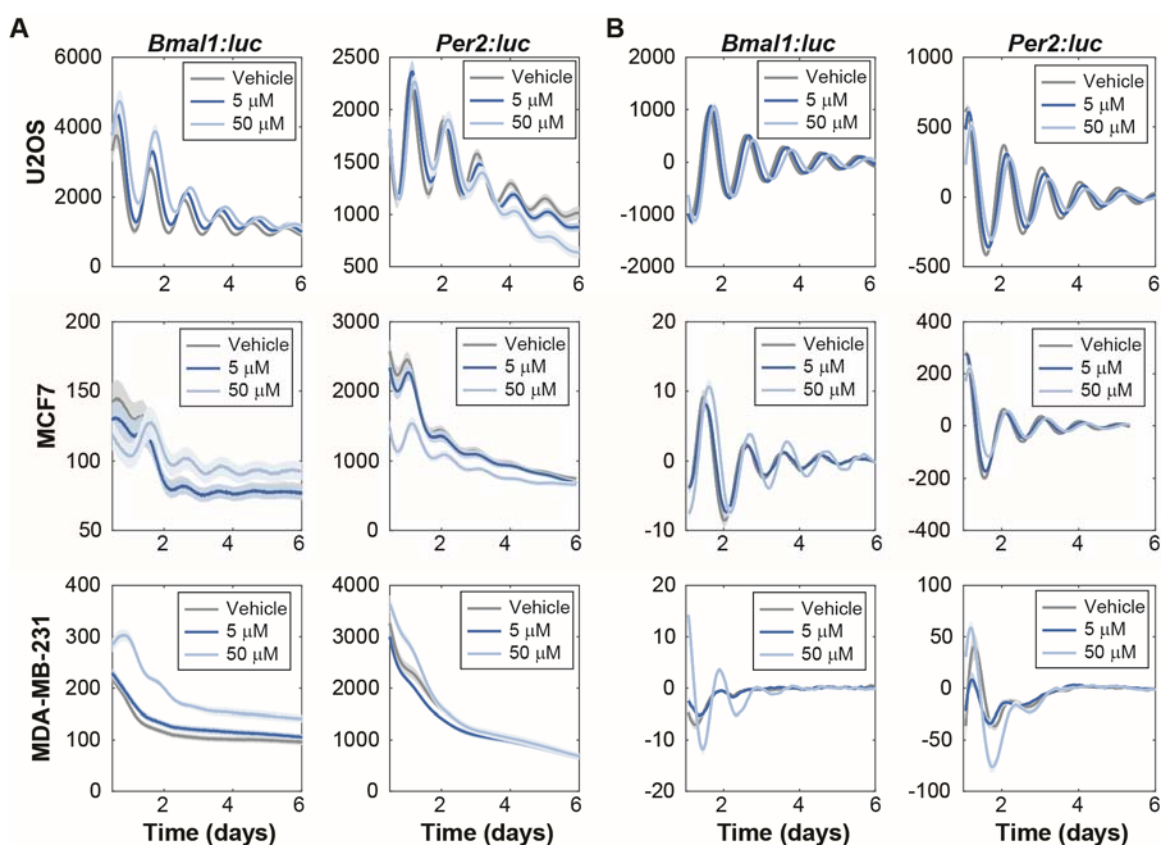 A
B
Bmal1:luc
Per2:luc
Bmal1:luc
Per2:luc
U2OS
6000
4000
2000
0
2 4 6
Time (days)
Vehicle
5 µM
50 µM
2500
2000
1500
1000
500
2 4 6
Time (days)
Vehicle
5 µM
50 µM
2000
1000
0
-1000
-2000
2 4 6
Time (days)
Vehicle
5 µM
50 µM
1000
500
0
-500
2 4 6
Time (days)
Vehicle
5 µM
50 µM
MCF7
200
150
100
50
2 4 6
Vehicle
5 µM
50 µM
3000
2000
1000
0
2 4 6
Vehicle
5 µM
50 µM
20
10
0
-10
2 4 6
Vehicle
5 µM
50 µM
400
200
0
-200
-400
2 4 6
Vehicle
5 µM
50 µM
MDA-MB-231
400
300
200
100
0
2 4 6
Time (days)
Vehicle
5 µM
50 µM
4000
3000
2000
1000
0
2 4 6
Time (days)
Vehicle
5 µM
50 µM
20
10
0
-10
-20
2 4 6
Time (days)
Vehicle
5 µM
50 µM
100
50
0
-50
-100
2 4 6
Time (days)
Vehicle
5 µM
50 µM